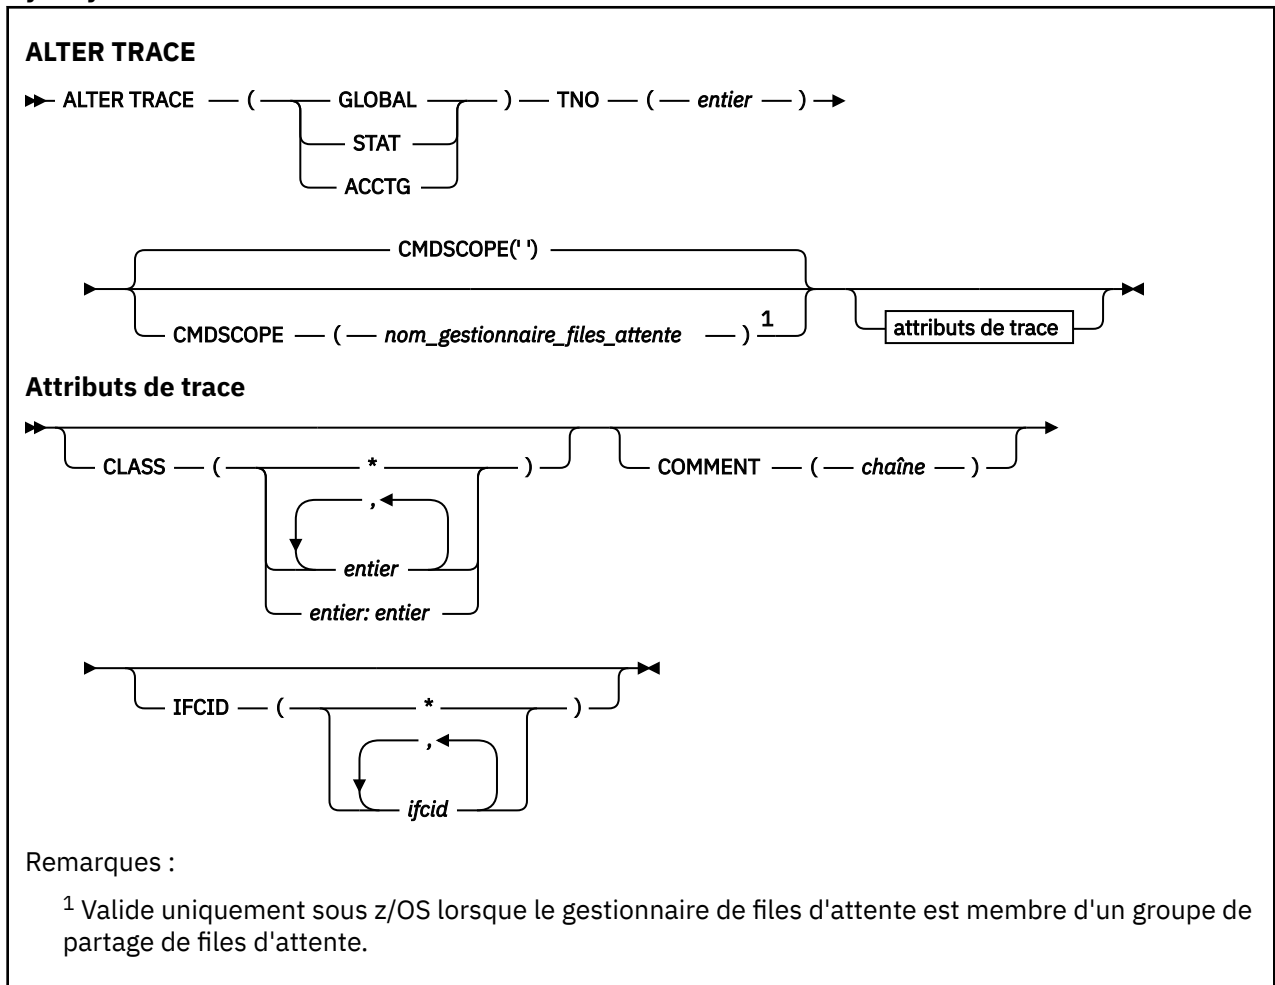 ALTER TRACE
ALTER TRACE ( GLOBAL ) TNO ( entier )
STAT
ACCTG
CMDSCOPE(' ')
CMDSCOPE ( nom_gestionnaire_files_attente ) 1
attributs de trace
Attributs de trace
CLASS ( * ) COMMENT ( chaîne )
,
entier
entier: entier
IFCID ( * )
,
ifcid
Remarques :
1 Valide uniquement sous z/OS lorsque le gestionnaire de files d'attente est membre d'un groupe de
partage de files d'attente.